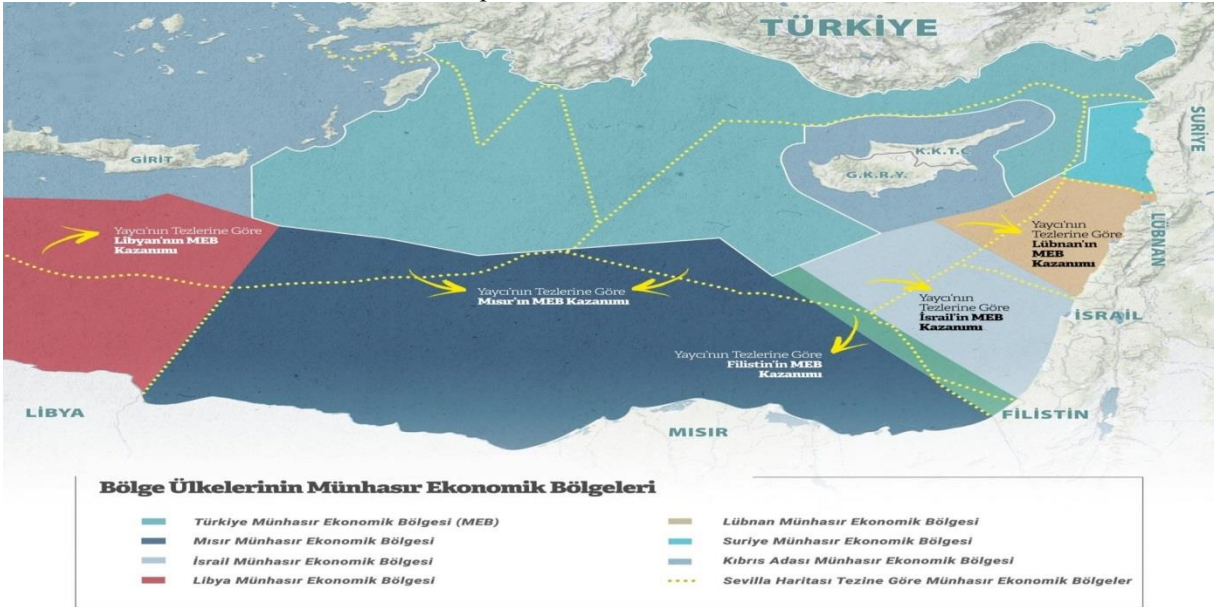 TÜRKİYE
GİRİT
K.K.T.C.
G.K.R.Y.
SURİYE
LÜBNAN
Yaycı'nın Tezlerine Göre
Libyan'nın MEB
Kazanımı
Yaycı'nın
Tezlerine Göre
Lübnan'ın
MEB
Kazanımı
Yaycı'nın Tezlerine Göre
Mısır'ın MEB Kazanımı
Yaycı'nın
Tezlerine Göre
İsrail'in MEB
Kazanımı
İSRAİL
Yaycı'nın Tezlerine Göre
Filistin'in MEB
Kazanımı
LİBYA
MISIR
FİLİSTİN
Bölge Ülkelerinin Münhasır Ekonomik Bölgeleri
Türkiye Münhasır Ekonomik Bölgesi (MEB)
Mısır Münhasır Ekonomik Bölgesi
İsrail Münhasır Ekonomik Bölgesi
Libya Münhasır Ekonomik Bölgesi
Lübnan Münhasır Ekonomik Bölgesi
Suriye Münhasır Ekonomik Bölgesi
Kıbrıs Adası Münhasır Ekonomik Bölgesi
Sevilla Haritası Tezine Göre Münhasır Ekonomik Bölgeler